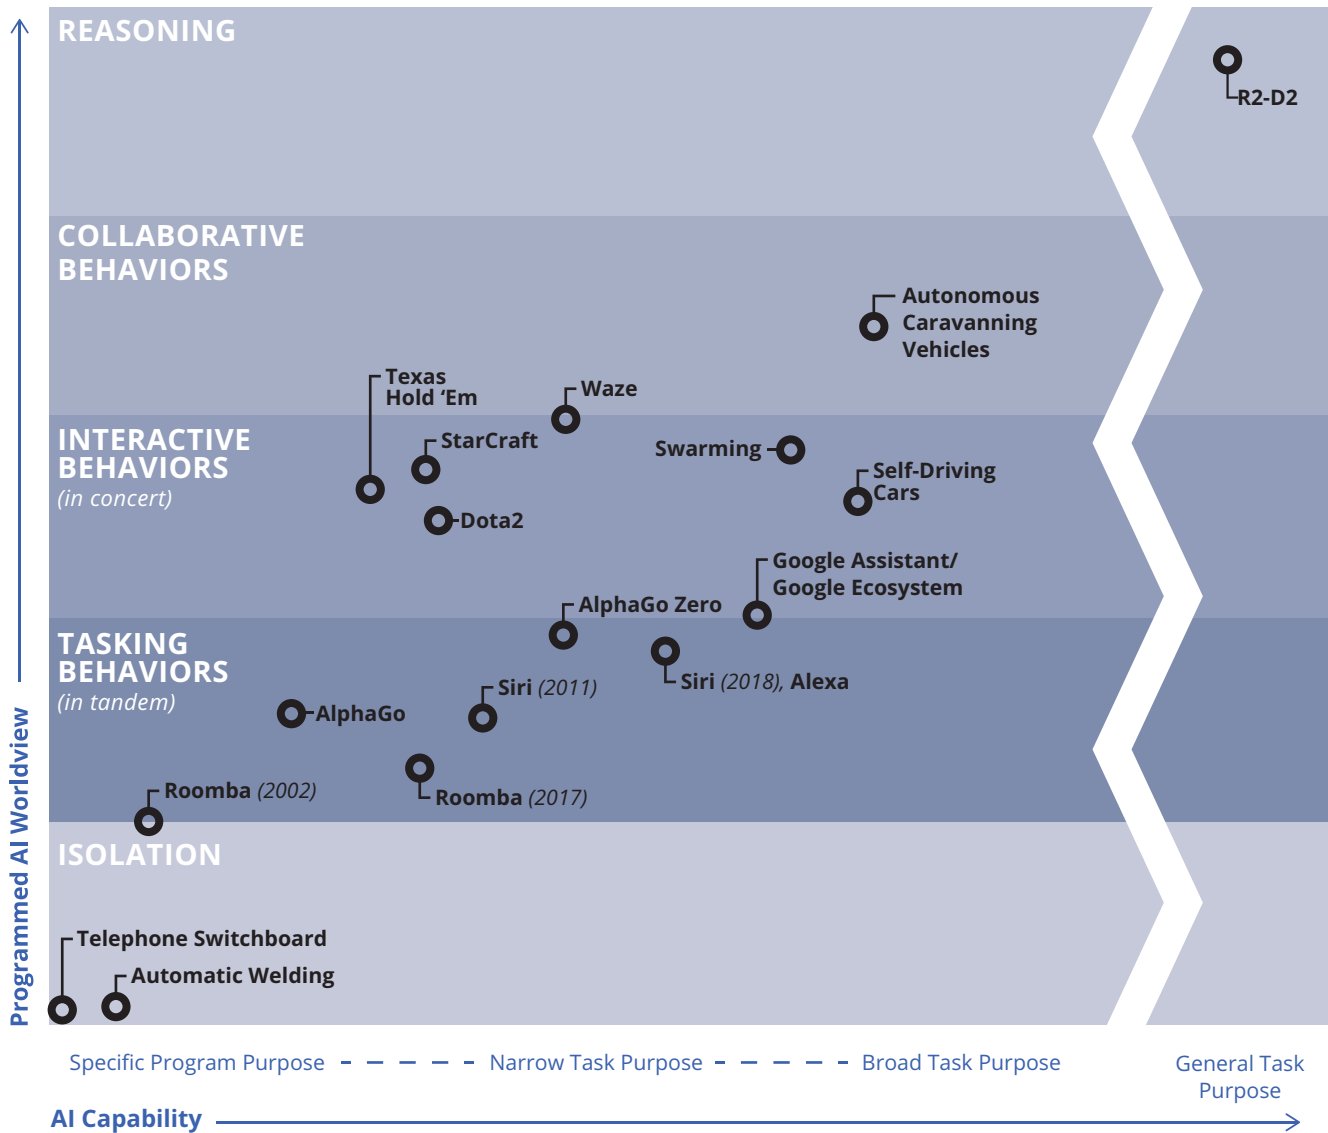 REASONING
R2-D2
COLLABORATIVE
BEHAVIORS
Autonomous
Caravanning
Vehicles
Texas
Hold ‘Em
Waze
INTERACTIVE
BEHAVIORS
(in concert)
StarCraft
Swarming
Self-Driving
Cars
Dota2
Google Assistant/
Google Ecosystem
AlphaGo Zero
TASKING
BEHAVIORS
(in tandem)
Siri (2018), Alexa
Siri (2011)
AlphaGo
Roomba (2002)
Roomba (2017)
ISOLATION
Telephone Switchboard
Automatic Welding
Programmed AI Worldview
Specific Program Purpose
Narrow Task Purpose
Broad Task Purpose
General Task
Purpose
AI Capability